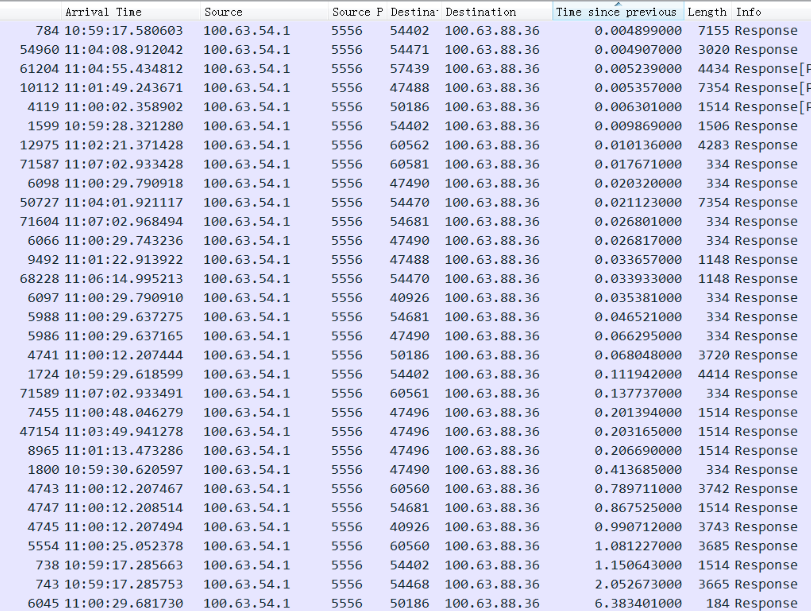 Arrival Time Source Source P Destina Destination Time since previous Length Info
784 10:59:17.580603 100.63.54.1 5556 54402 100.63.88.36 0.004899000 7155 Response
54960 11:04:08.912042 100.63.54.1 5556 54471 100.63.88.36 0.004907000 3020 Response
61204 11:04:55.434812 100.63.54.1 5556 57439 100.63.88.36 0.005239000 4434 Response[P
10112 11:01:49.243671 100.63.54.1 5556 47488 100.63.88.36 0.005357000 7354 Response[P
4119 11:00:02.358902 100.63.54.1 5556 50186 100.63.88.36 0.006301000 1514 Response[P
1599 10:59:28.321280 100.63.54.1 5556 54402 100.63.88.36 0.009869000 1506 Response
12975 11:02:21.371428 100.63.54.1 5556 60562 100.63.88.36 0.010136000 4283 Response
71587 11:07:02.933428 100.63.54.1 5556 60581 100.63.88.36 0.017671000 334 Response
6098 11:00:29.790918 100.63.54.1 5556 47490 100.63.88.36 0.020320000 334 Response
50727 11:04:01.921117 100.63.54.1 5556 54470 100.63.88.36 0.021123000 7354 Response
71604 11:07:02.968494 100.63.54.1 5556 54681 100.63.88.36 0.026801000 334 Response
6066 11:00:29.743236 100.63.54.1 5556 47490 100.63.88.36 0.026817000 334 Response
9492 11:01:22.913922 100.63.54.1 5556 47488 100.63.88.36 0.033657000 1148 Response
68228 11:06:14.995213 100.63.54.1 5556 54470 100.63.88.36 0.033933000 1148 Response
6097 11:00:29.790910 100.63.54.1 5556 40926 100.63.88.36 0.035381000 334 Response
5988 11:00:29.637275 100.63.54.1 5556 54681 100.63.88.36 0.046521000 334 Response
5986 11:00:29.637165 100.63.54.1 5556 47490 100.63.88.36 0.066295000 334 Response
4741 11:00:12.207444 100.63.54.1 5556 50186 100.63.88.36 0.068048000 3720 Response
1724 10:59:29.618599 100.63.54.1 5556 54402 100.63.88.36 0.111942000 4414 Response
71589 11:07:02.933491 100.63.54.1 5556 60561 100.63.88.36 0.137737000 334 Response
7455 11:00:48.046279 100.63.54.1 5556 47496 100.63.88.36 0.201394000 1514 Response
47154 11:03:49.941278 100.63.54.1 5556 47496 100.63.88.36 0.203165000 1514 Response
8965 11:01:13.473286 100.63.54.1 5556 47496 100.63.88.36 0.206690000 1514 Response
1800 10:59:30.620597 100.63.54.1 5556 47490 100.63.88.36 0.413685000 334 Response
4743 11:00:12.207467 100.63.54.1 5556 60560 100.63.88.36 0.789711000 3742 Response
4747 11:00:12.208514 100.63.54.1 5556 54681 100.63.88.36 0.867525000 1514 Response
4745 11:00:12.207494 100.63.54.1 5556 40926 100.63.88.36 0.990712000 3743 Response
5554 11:00:25.052378 100.63.54.1 5556 60560 100.63.88.36 1.081227000 3685 Response
738 10:59:17.285663 100.63.54.1 5556 54402 100.63.88.36 1.150643000 1514 Response
743 10:59:17.285753 100.63.54.1 5556 54468 100.63.88.36 2.052673000 3665 Response
6045 11:00:29.681730 100.63.54.1 5556 50186 100.63.88.36 6.383401000 184 Response